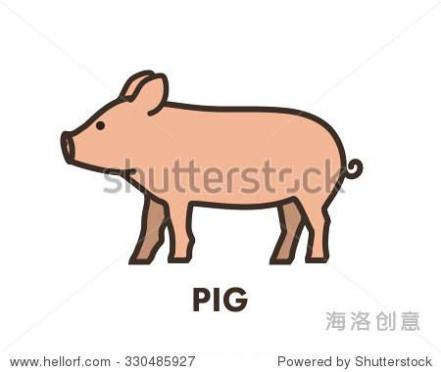 shutterstock
PIG
海洛创意
www.hellorf.com - 330485927
Powered by Shutterstock